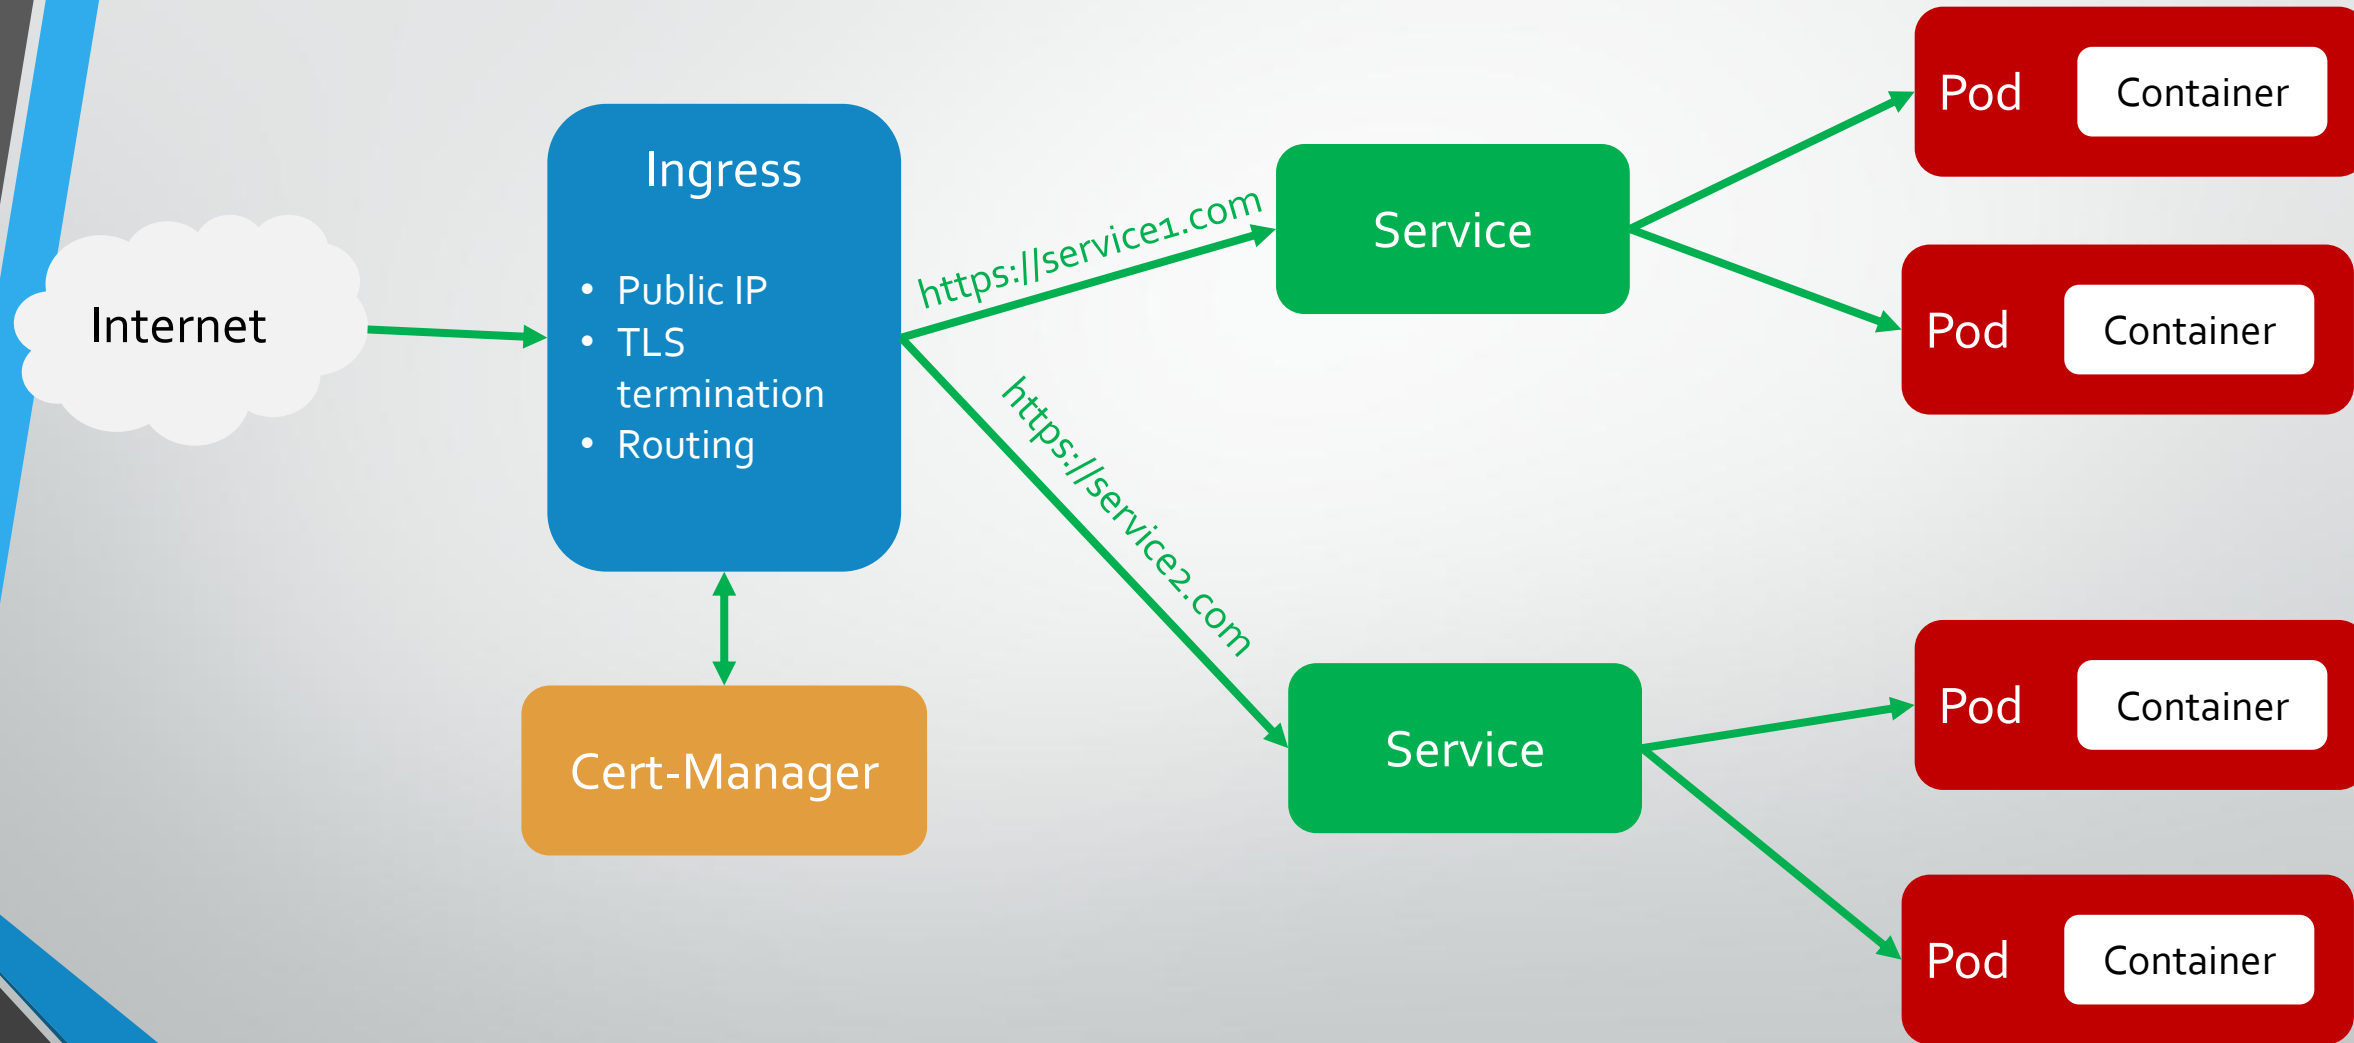 Internet
Ingress
• Public IP
• TLS
termination
• Routing
Cert-Manager
https://service1.com
https://service2.com
Service
Service
Pod
Container
Pod
Container
Pod
Container
Pod
Container